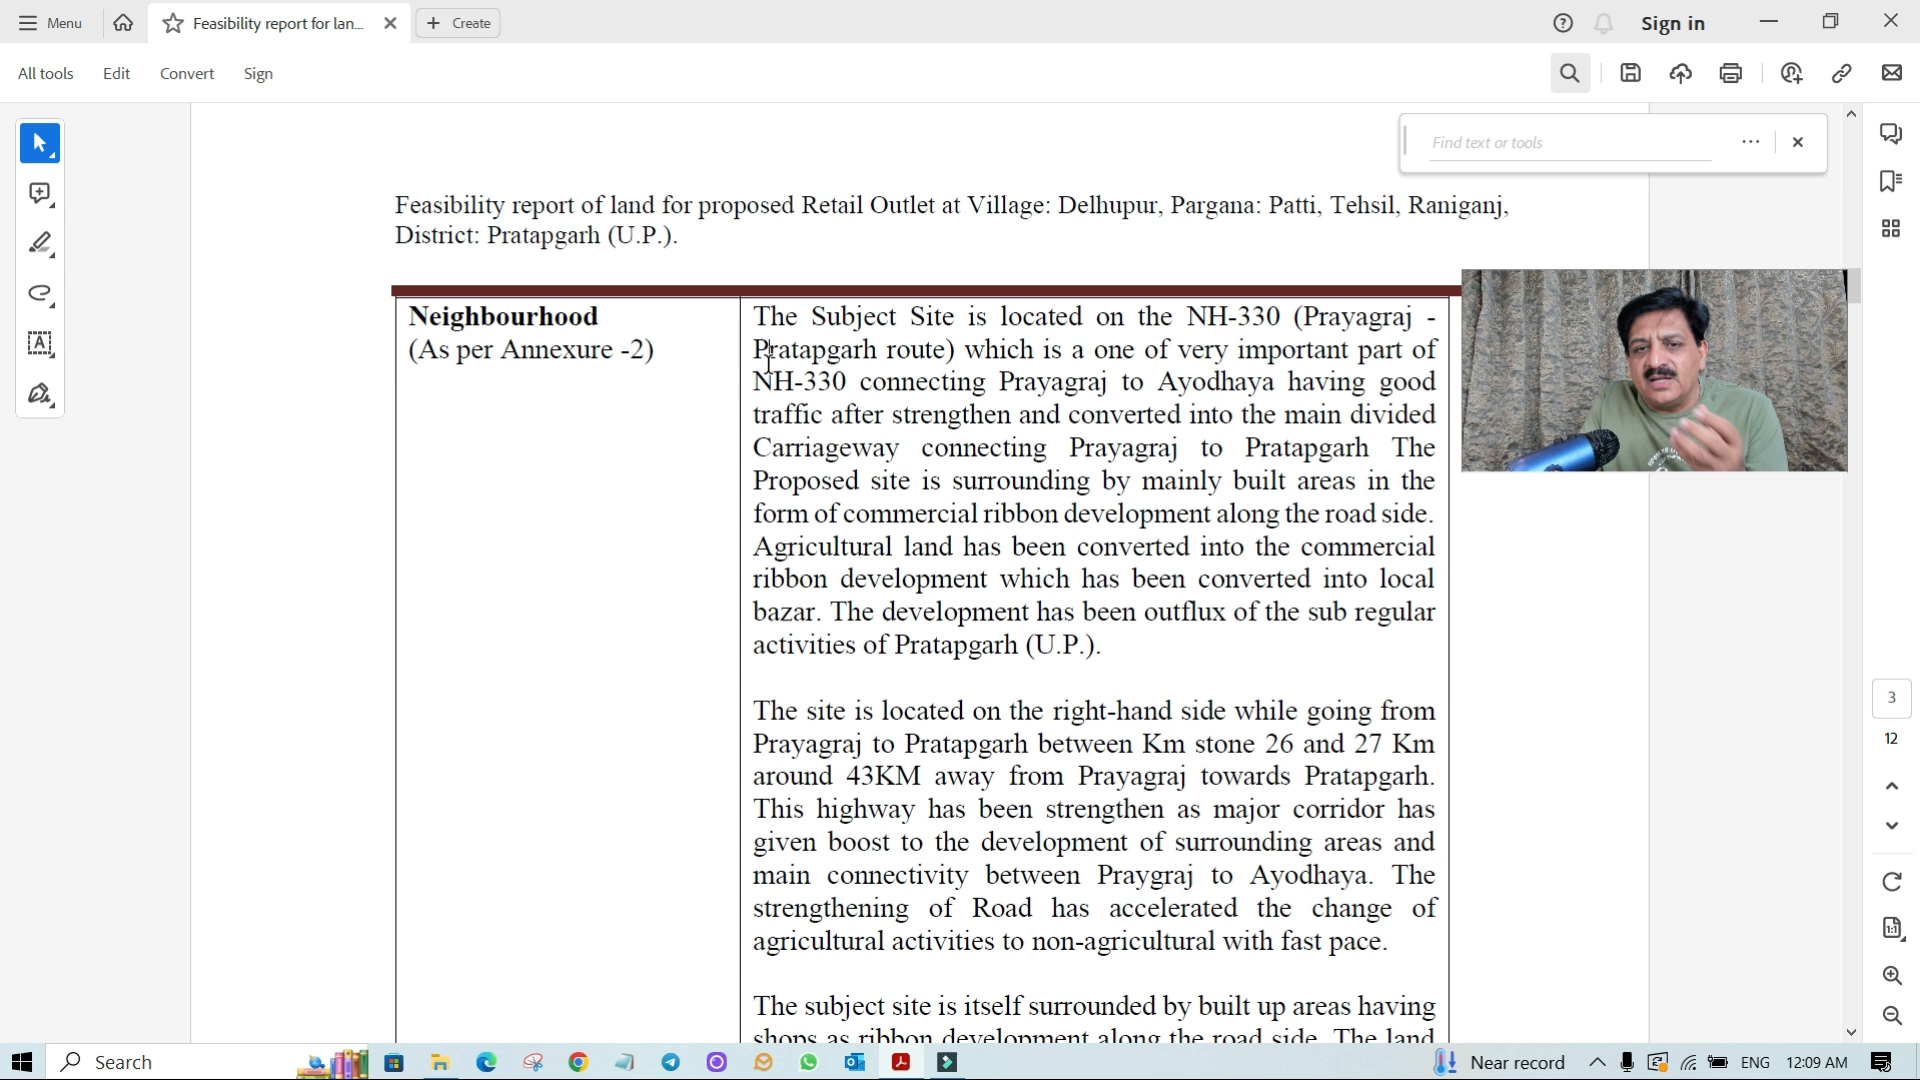 Menu
Feasibility report for lan...
Create
Sign in
All tools
Edit
Convert
Sign
Find text or tools
Feasibility report of land for proposed Retail Outlet at Village: Delhupur, Pargana: Patti, Tehsil, Raniganj,
District: Pratapgarh (U.P.).
Neighbourhood
(As per Annexure -2)
The Subject Site is located on the NH-330 (Prayagraj -
Pratapgarh route) which is a one of very important part of
NH-330 connecting Prayagraj to Ayodhaya having good
traffic after strengthen and converted into the main divided
Carriageway connecting Prayagraj to Pratapgarh The
Proposed site is surrounding by mainly built areas in the
form of commercial ribbon development along the road side.
Agricultural land has been converted into the commercial
ribbon development which has been converted into local
bazar. The development has been outflux of the sub regular
activities of Pratapgarh (U.P.).
The site is located on the right-hand side while going from
Prayagraj to Pratapgarh between Km stone 26 and 27 Km
around 43KM away from Prayagraj towards Pratapgarh.
This highway has been strengthen as major corridor has
given boost to the development of surrounding areas and
main connectivity between Praygraj to Ayodhaya. The
strengthening of Road has accelerated the change of
agricultural activities to non-agricultural with fast pace.
The subject site is itself surrounded by built up areas having
shops as ribbon development along the road side. The land
3
12
Search
Near record
ENG
12:09 AM